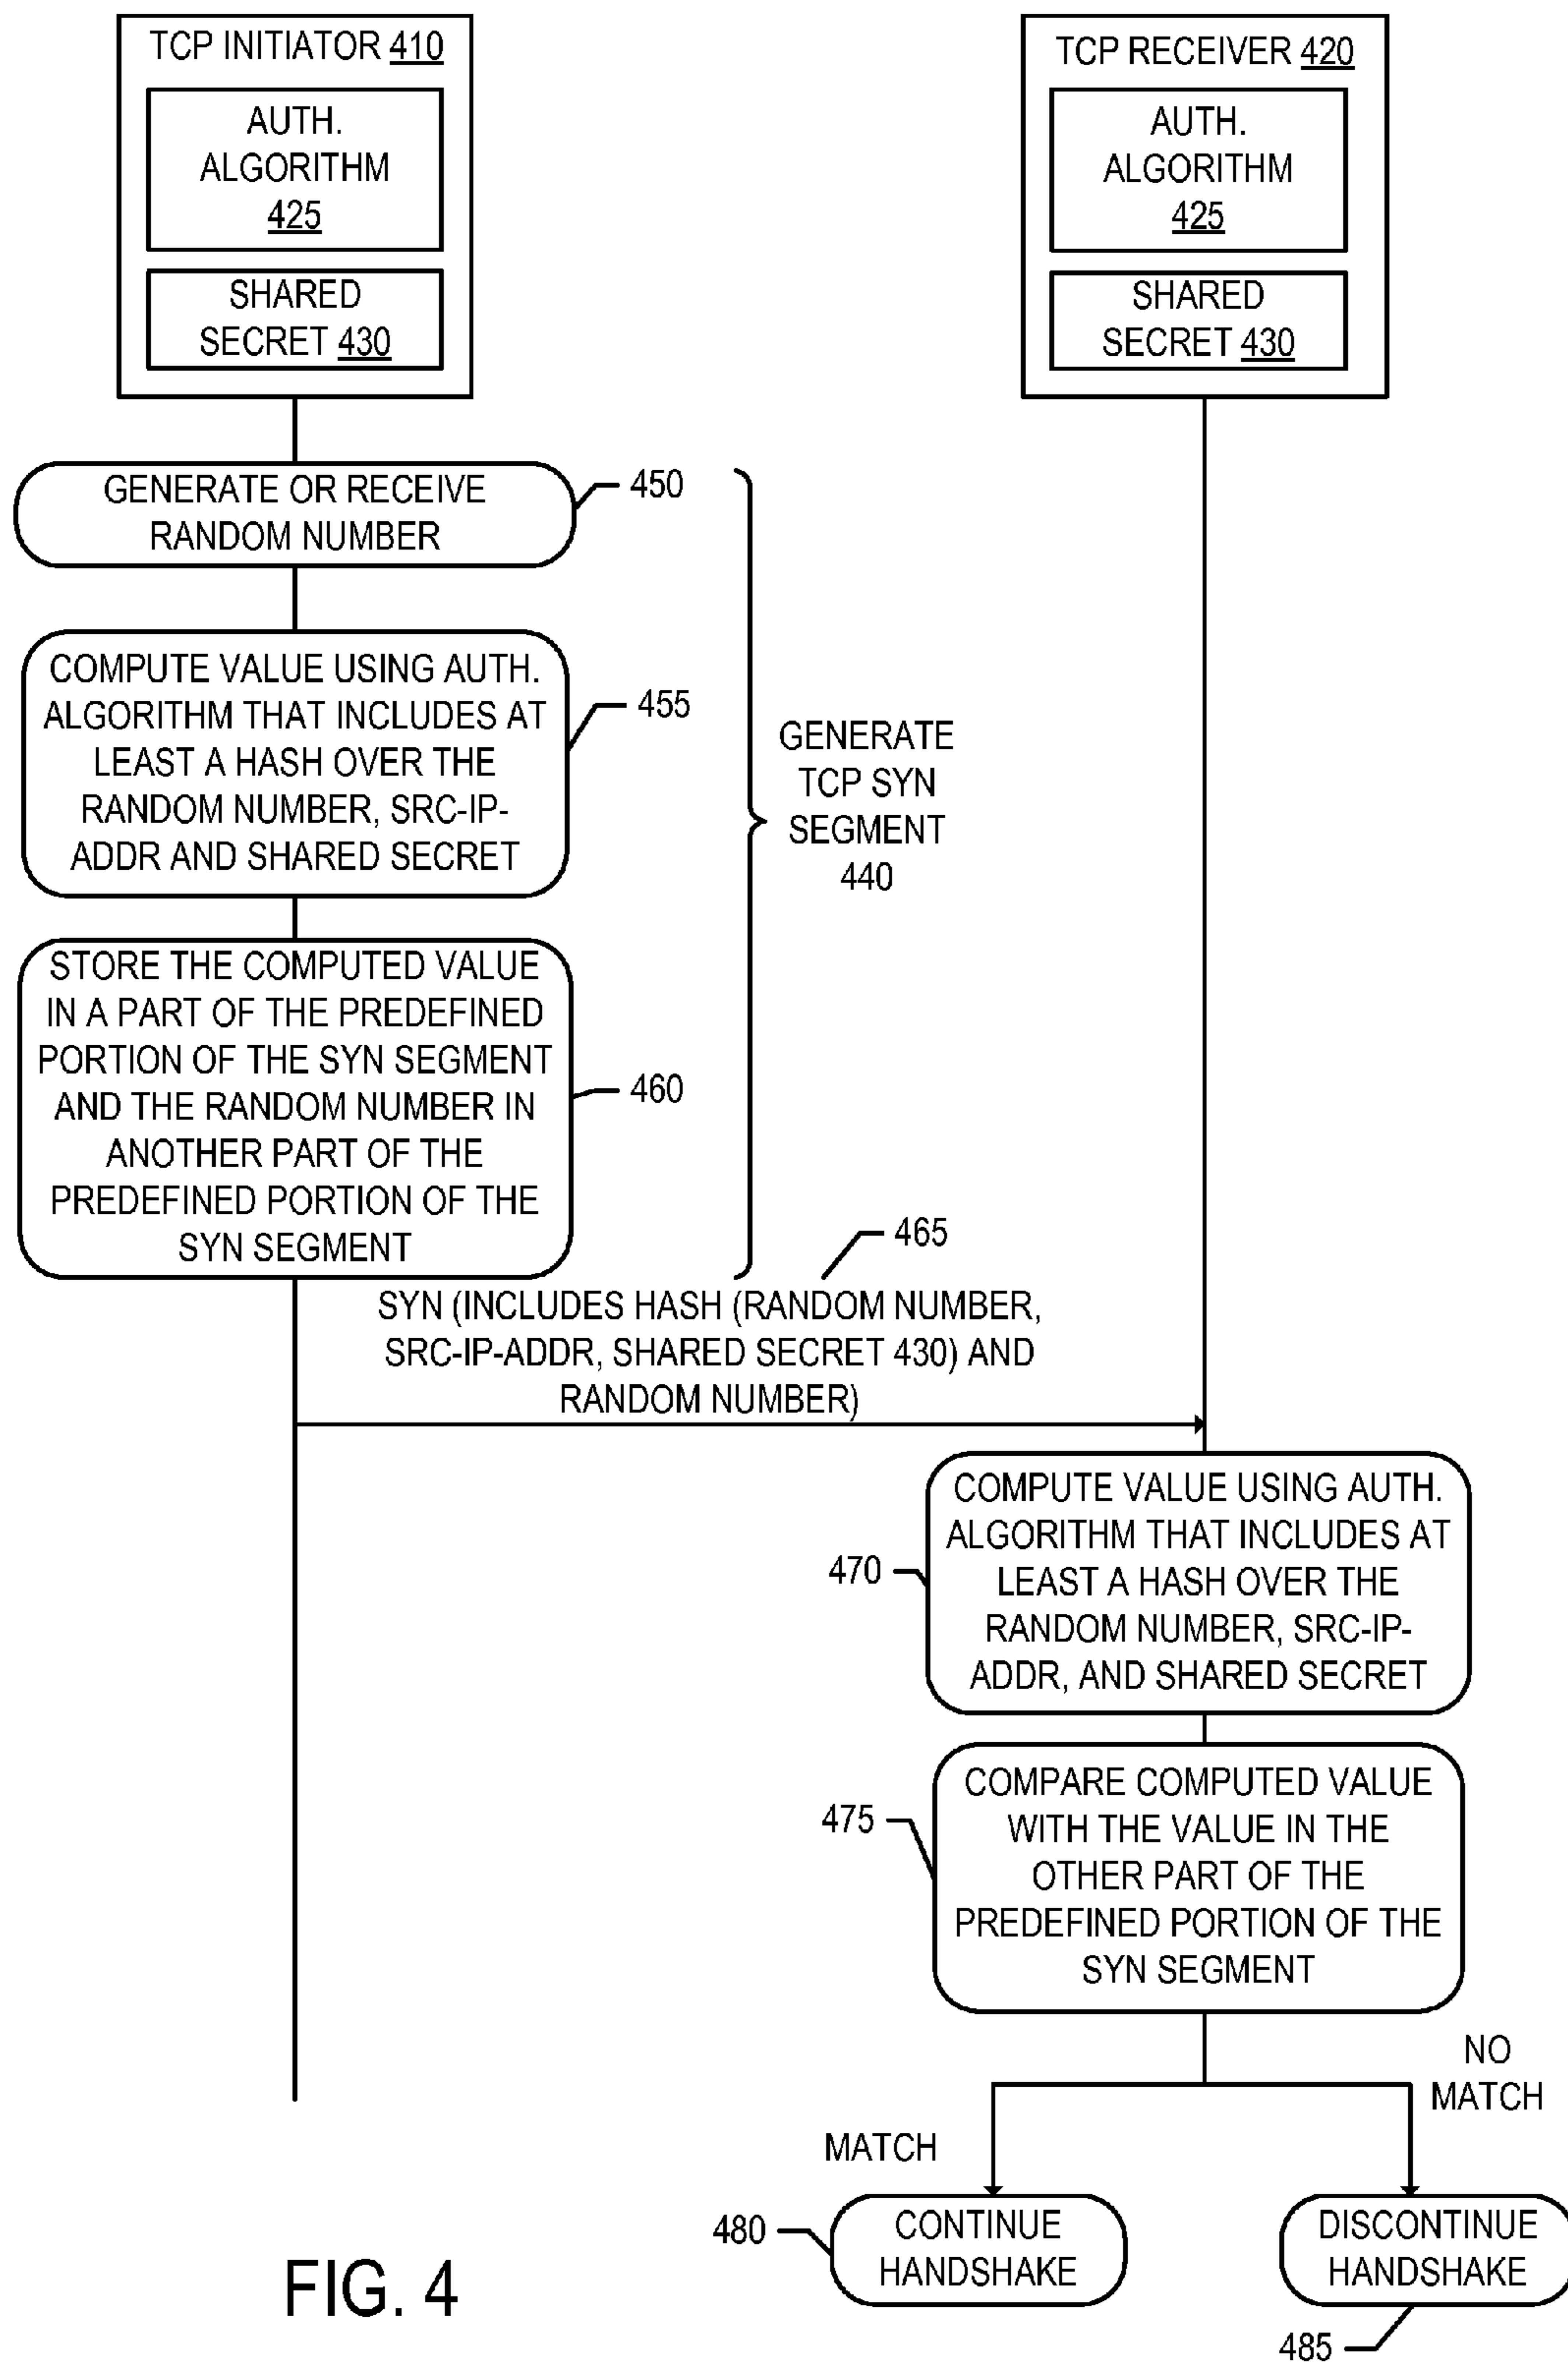 TCP INITIATOR 410
AUTH.
ALGORITHM
425
SHARED
SECRET 430
TCP RECEIVER 420
AUTH.
ALGORITHM
425
SHARED
SECRET 430
GENERATE OR RECEIVE
RANDOM NUMBER
450
COMPUTE VALUE USING AUTH.
ALGORITHM THAT INCLUDES AT
LEAST A HASH OVER THE
RANDOM NUMBER, SRC-IP-
ADDR AND SHARED SECRET
455
GENERATE
TCP SYN
SEGMENT
440
STORE THE COMPUTED VALUE
IN A PART OF THE PREDEFINED
PORTION OF THE SYN SEGMENT
AND THE RANDOM NUMBER IN
ANOTHER PART OF THE
PREDEFINED PORTION OF THE
SYN SEGMENT
460
465
SYN (INCLUDES HASH (RANDOM NUMBER,
SRC-IP-ADDR, SHARED SECRET 430) AND
RANDOM NUMBER)
COMPUTE VALUE USING AUTH.
ALGORITHM THAT INCLUDES AT
LEAST A HASH OVER THE
RANDOM NUMBER, SRC-IP-
ADDR, AND SHARED SECRET
470
COMPARE COMPUTED VALUE
WITH THE VALUE IN THE
OTHER PART OF THE
PREDEFINED PORTION OF THE
SYN SEGMENT
475
NO
MATCH
MATCH
480
CONTINUE
HANDSHAKE
DISCONTINUE
HANDSHAKE
485
FIG. 4